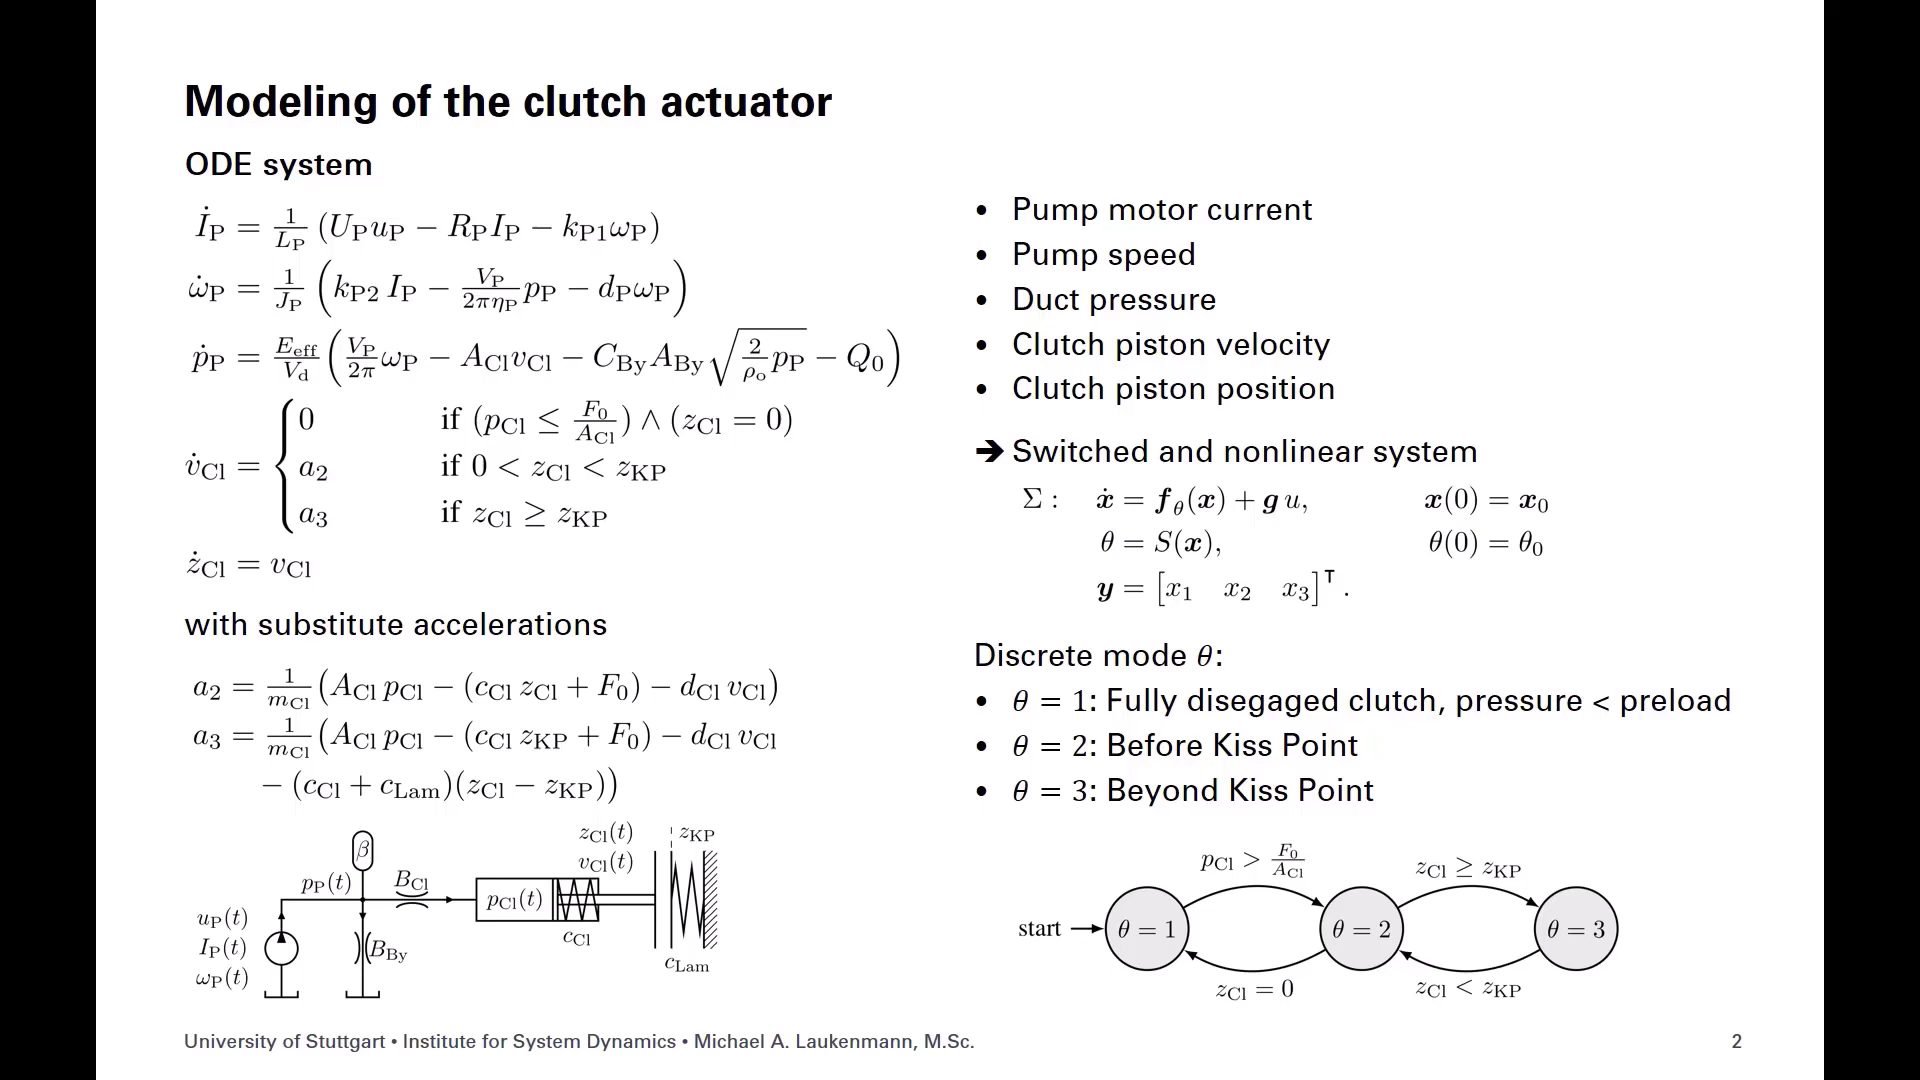 Modeling of the clutch actuator
ODE system
İ_P = 1/L_P (U_P u_P − R_P I_P − k_P1 ω_P)
ω̇_P = 1/J_P (k_P2 I_P − V_P/(2πη_P) p_P − d_P ω_P)
ṗ_P = E_eff/V_d (V_P/(2π) ω_P − A_Cl v_Cl − C_By A_By √(2/ρ_o p_P) − Q_0)
v̇_Cl = { 0 if (p_Cl ≤ F_0/A_Cl) ∧ (z_Cl = 0)
a_2 if 0 < z_Cl < z_KP
a_3 if z_Cl ≥ z_KP
ż_Cl = v_Cl
with substitute accelerations
a_2 = 1/m_Cl (A_Cl p_Cl − (c_Cl z_Cl + F_0) − d_Cl v_Cl)
a_3 = 1/m_Cl (A_Cl p_Cl − (c_Cl z_KP + F_0) − d_Cl v_Cl
− (c_Cl + c_Lam)(z_Cl − z_KP))
β
p_P(t)
B_Cl
u_P(t)
I_P(t)
ω_P(t)
B_By
p_Cl(t)
c_Cl
z_Cl(t)
v_Cl(t)
z_KP
c_Lam
• Pump motor current
• Pump speed
• Duct pressure
• Clutch piston velocity
• Clutch piston position
➔ Switched and nonlinear system
Σ : ẋ = f_θ(x) + g u, x(0) = x_0
θ = S(x), θ(0) = θ_0
y = [x_1 x_2 x_3]^⊤ .
Discrete mode θ:
• θ = 1: Fully disegaged clutch, pressure < preload
• θ = 2: Before Kiss Point
• θ = 3: Beyond Kiss Point
p_Cl > F_0/A_Cl
z_Cl ≥ z_KP
start
θ = 1
θ = 2
θ = 3
z_Cl = 0
z_Cl < z_KP
University of Stuttgart • Institute for System Dynamics • Michael A. Laukenmann, M.Sc.
2